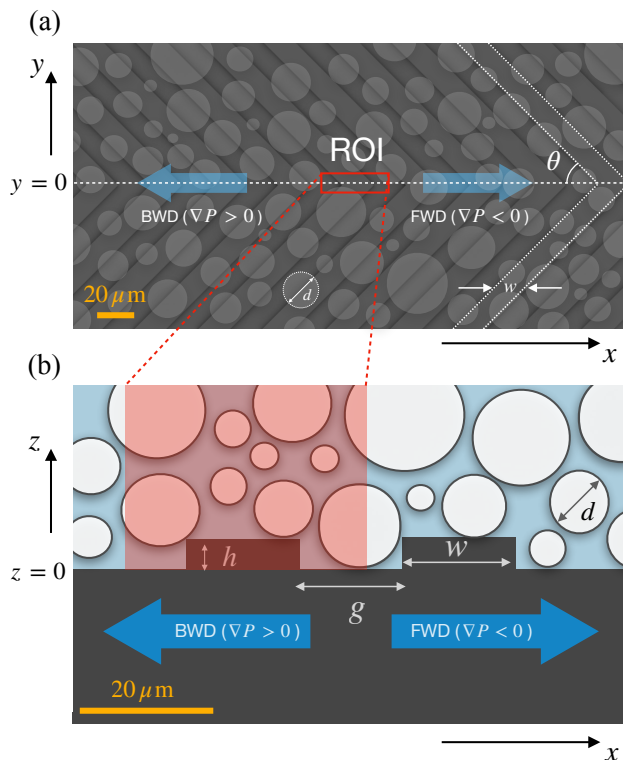 (a)
y
ROI
θ
y = 0
BWD (∇P > 0)
FWD (∇P < 0)
d
w
20 μm
x
(b)
z
d
h
w
z = 0
g
BWD (∇P > 0)
FWD (∇P < 0)
20 μm
x